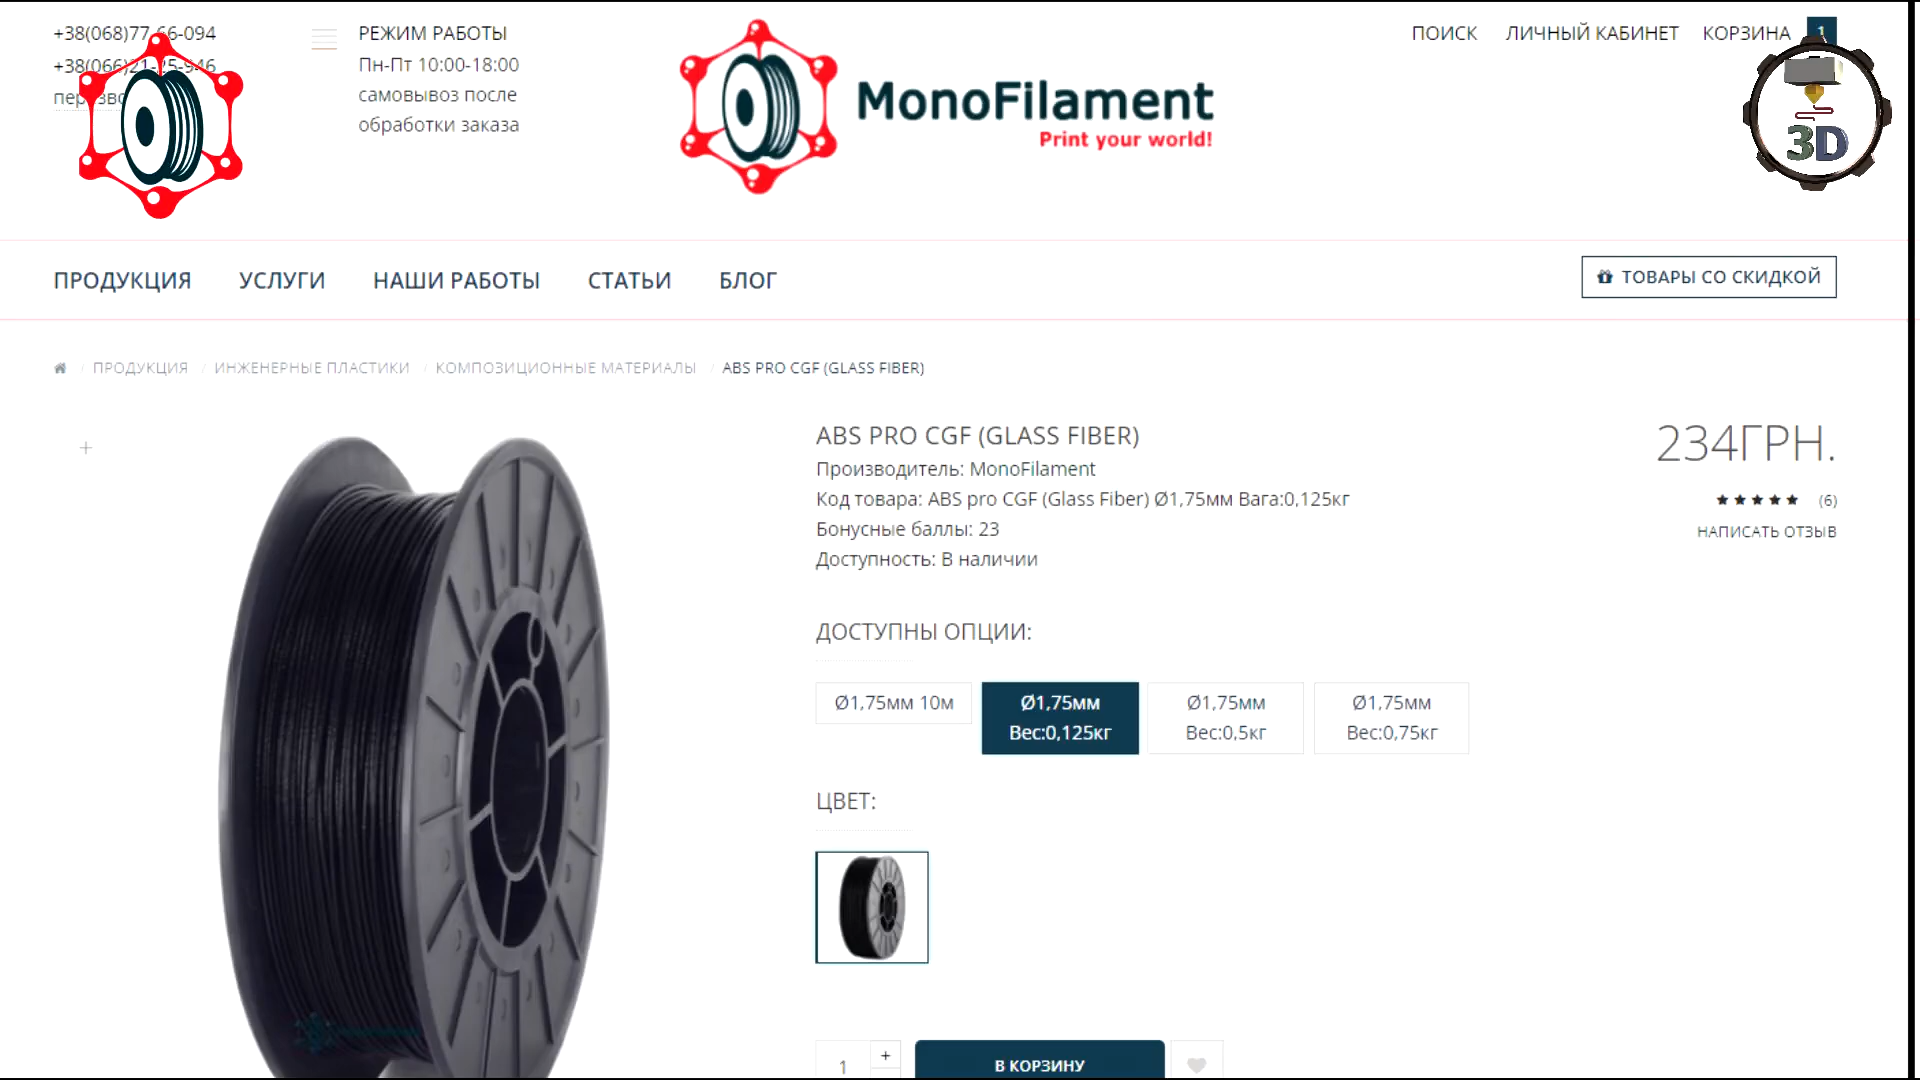 +38(068)77-66-094
+38(066)21-25-946
РЕЖИМ РАБОТЫ
Пн-Пт 10:00-18:00
самовывоз после
обработки заказа
MonoFilament
Print your world!
ПОИСК
ЛИЧНЫЙ КАБИНЕТ
КОРЗИНА
1
3D
ПРОДУКЦИЯ
УСЛУГИ
НАШИ РАБОТЫ
СТАТЬИ
БЛОГ
ТОВАРЫ СО СКИДКОЙ
/ ПРОДУКЦИЯ / ИНЖЕНЕРНЫЕ ПЛАСТИКИ / КОМПОЗИЦИОННЫЕ МАТЕРИАЛЫ / ABS PRO CGF (GLASS FIBER)
ABS PRO CGF (GLASS FIBER)
Производитель: MonoFilament
Код товара: ABS pro CGF (Glass Fiber) Ø1,75мм Вага:0,125кг
Бонусные баллы: 23
Доступность: В наличии
234ГРН.
(6)
НАПИСАТЬ ОТЗЫВ
ДОСТУПНЫ ОПЦИИ:
Ø1,75мм 10м
Ø1,75мм
Вес:0,125кг
Ø1,75мм
Вес:0,5кг
Ø1,75мм
Вес:0,75кг
ЦВЕТ:
1
+
В КОРЗИНУ